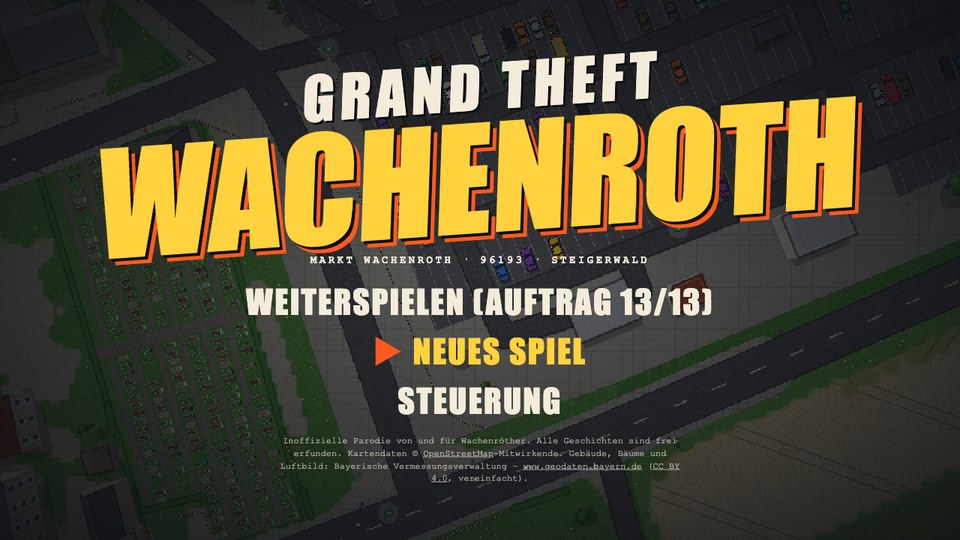 GRAND THEFT
WACHENROTH
MARKT WACHENROTH · 96193 · STEIGERWALD
WEITERSPIELEN (AUFTRAG 13/13)
NEUES SPIEL
STEUERUNG
Inoffizielle Parodie von und für Wachenröther. Alle Geschichten sind frei
erfunden. Kartendaten © OpenStreetMap-Mitwirkende. Gebäude, Bäume und
Luftbild: Bayerische Vermessungsverwaltung – www.geodaten.bayern.de (CC BY
4.0, vereinfacht).